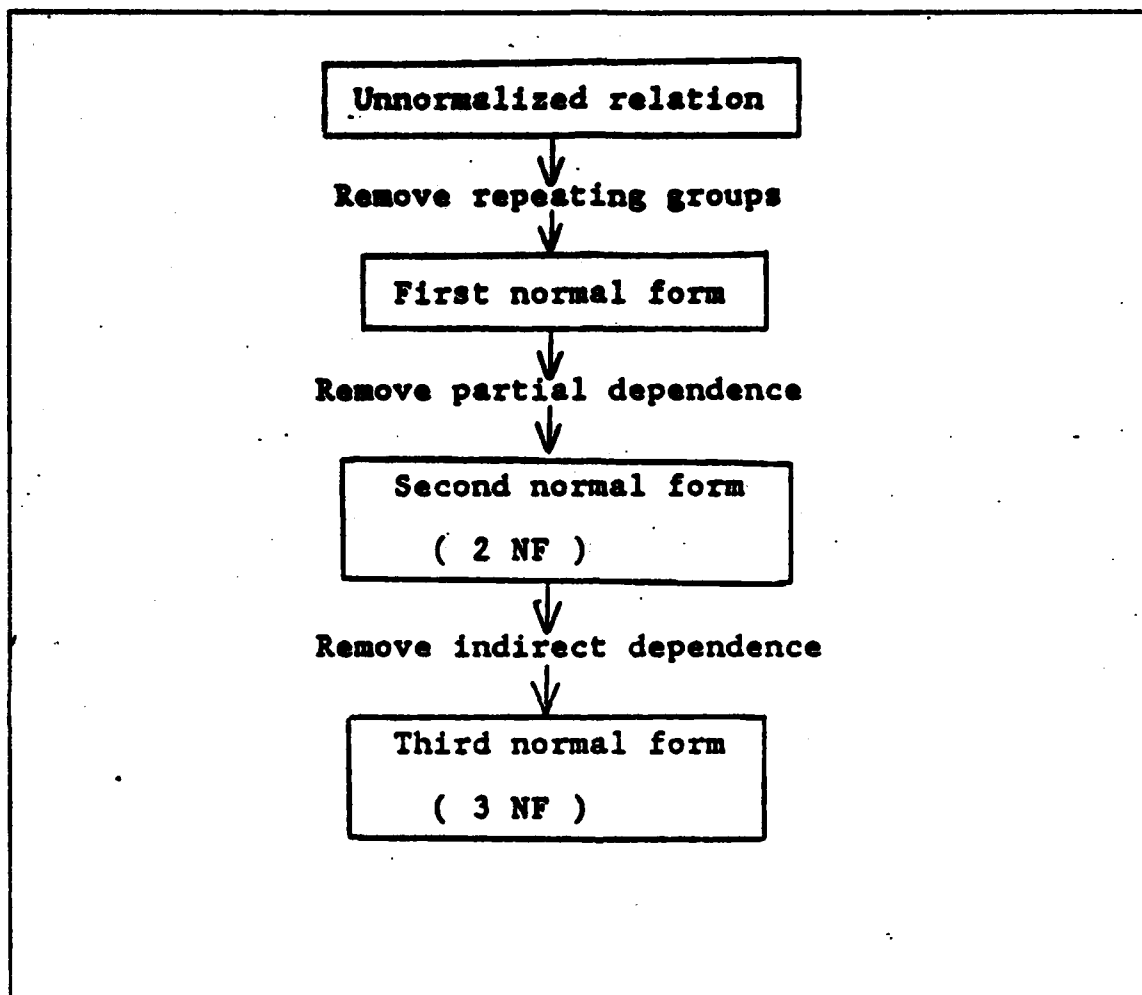 Unnormalized relation
Remove repeating groups
First normal form
Remove partial dependence
Second normal form
( 2 NF )
Remove indirect dependence
Third normal form
( 3 NF )